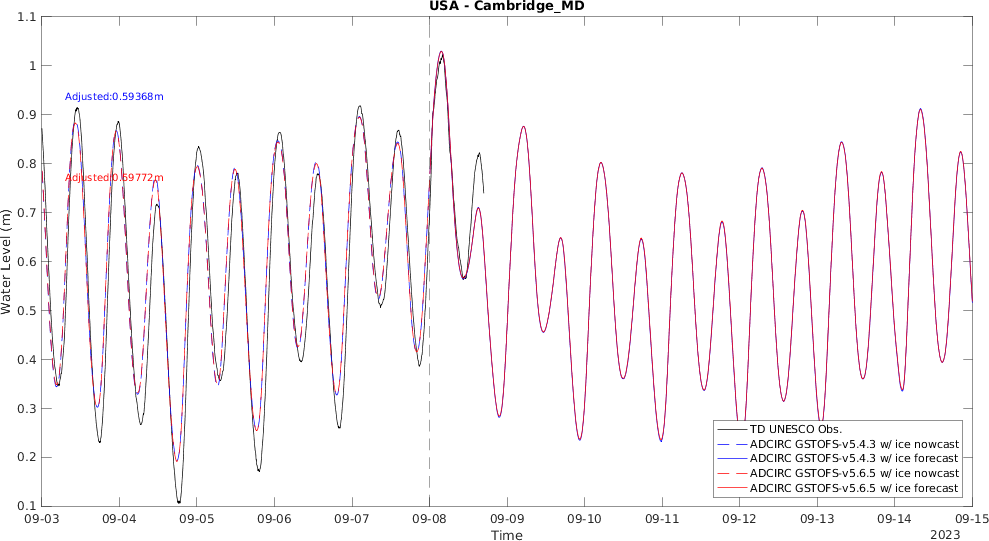 USA - Cambridge_MD
1.1
1
0.9
0.8
0.7
0.6
0.5
0.4
0.3
0.2
0.1
Water Level (m)
Adjusted:0.59368m
Adjusted:0.69772m
TD UNESCO Obs.
ADCIRC GSTOFS-v5.4.3 w/ ice nowcast
ADCIRC GSTOFS-v5.4.3 w/ ice forecast
ADCIRC GSTOFS-v5.6.5 w/ ice nowcast
ADCIRC GSTOFS-v5.6.5 w/ ice forecast
09-03 09-04 09-05 09-06 09-07 09-08 09-09 09-10 09-11 09-12 09-13 09-14 09-15
Time
2023